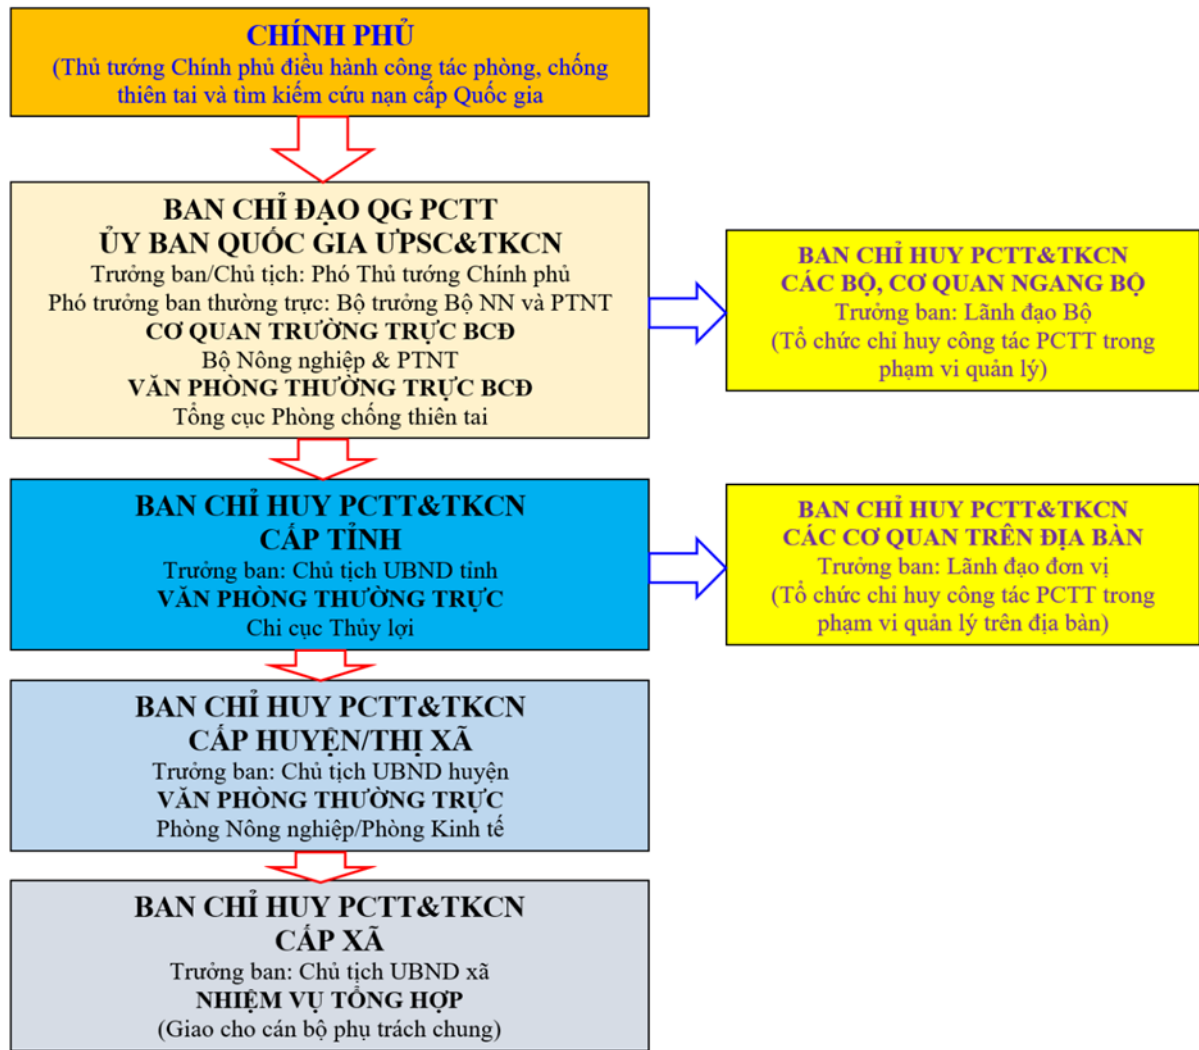 CHÍNH PHỦ
(Thủ tướng Chính phủ điều hành công tác phòng, chống
thiên tai và tìm kiếm cứu nạn cấp Quốc gia
BAN CHỈ ĐẠO QG PCTT
ỦY BAN QUỐC GIA ƯPSC&TKCN
Trưởng ban/Chủ tịch: Phó Thủ tướng Chính phủ
Phó trưởng ban thường trực: Bộ trưởng Bộ NN và PTNT
CƠ QUAN TRƯỜNG TRỰC BCĐ
Bộ Nông nghiệp & PTNT
VĂN PHÒNG THƯỜNG TRỰC BCĐ
Tổng cục Phòng chống thiên tai
BAN CHỈ HUY PCTT&TKCN
CÁC BỘ, CƠ QUAN NGANG BỘ
Trưởng ban: Lãnh đạo Bộ
(Tổ chức chỉ huy công tác PCTT trong
phạm vi quản lý)
BAN CHỈ HUY PCTT&TKCN
CẤP TỈNH
Trưởng ban: Chủ tịch UBND tỉnh
VĂN PHÒNG THƯỜNG TRỰC
Chi cục Thủy lợi
BAN CHỈ HUY PCTT&TKCN
CÁC CƠ QUAN TRÊN ĐỊA BÀN
Trưởng ban: Lãnh đạo đơn vị
(Tổ chức chỉ huy công tác PCTT trong
phạm vi quản lý trên địa bàn)
BAN CHỈ HUY PCTT&TKCN
CẤP HUYỆN/THỊ XÃ
Trưởng ban: Chủ tịch UBND huyện
VĂN PHÒNG THƯỜNG TRỰC
Phòng Nông nghiệp/Phòng Kinh tế
BAN CHỈ HUY PCTT&TKCN
CẤP XÃ
Trưởng ban: Chủ tịch UBND xã
NHIỆM VỤ TỔNG HỢP
(Giao cho cán bộ phụ trách chung)